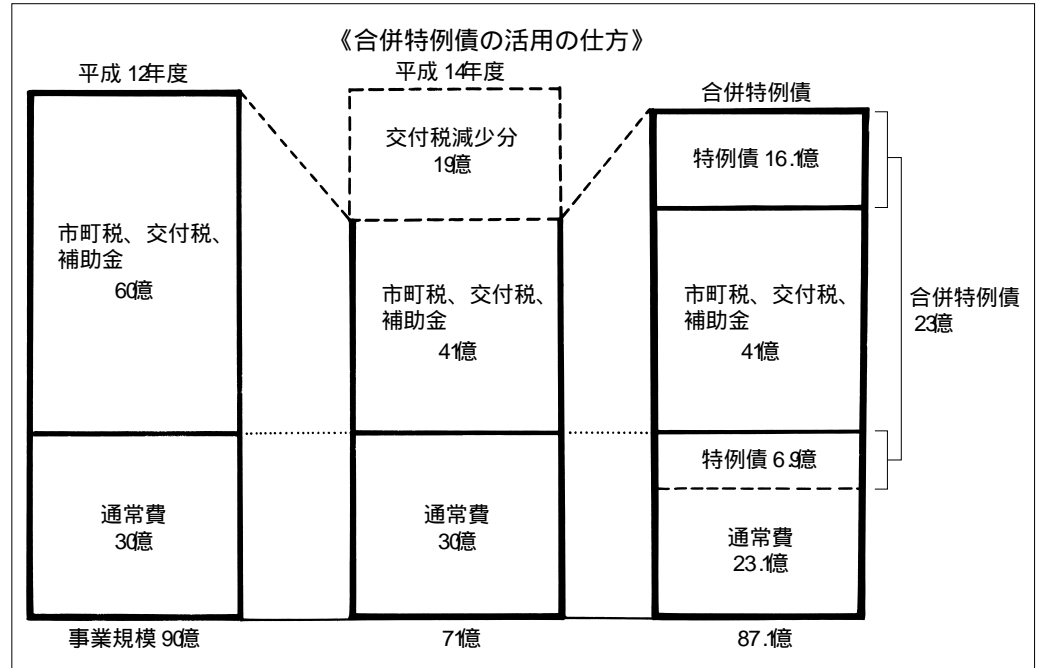 《合併特例債の活用の仕方》
平成12年度
市町税、交付税、
補助金
60億
通常費
30億
事業規模90億
平成14年度
交付税減少分
19億
市町税、交付税、
補助金
41億
通常費
30億
71億
合併特例債
特例債16.1億
市町税、交付税、
補助金
41億
特例債6.9億
通常費
23.1億
87.1億
合併特例債
23億